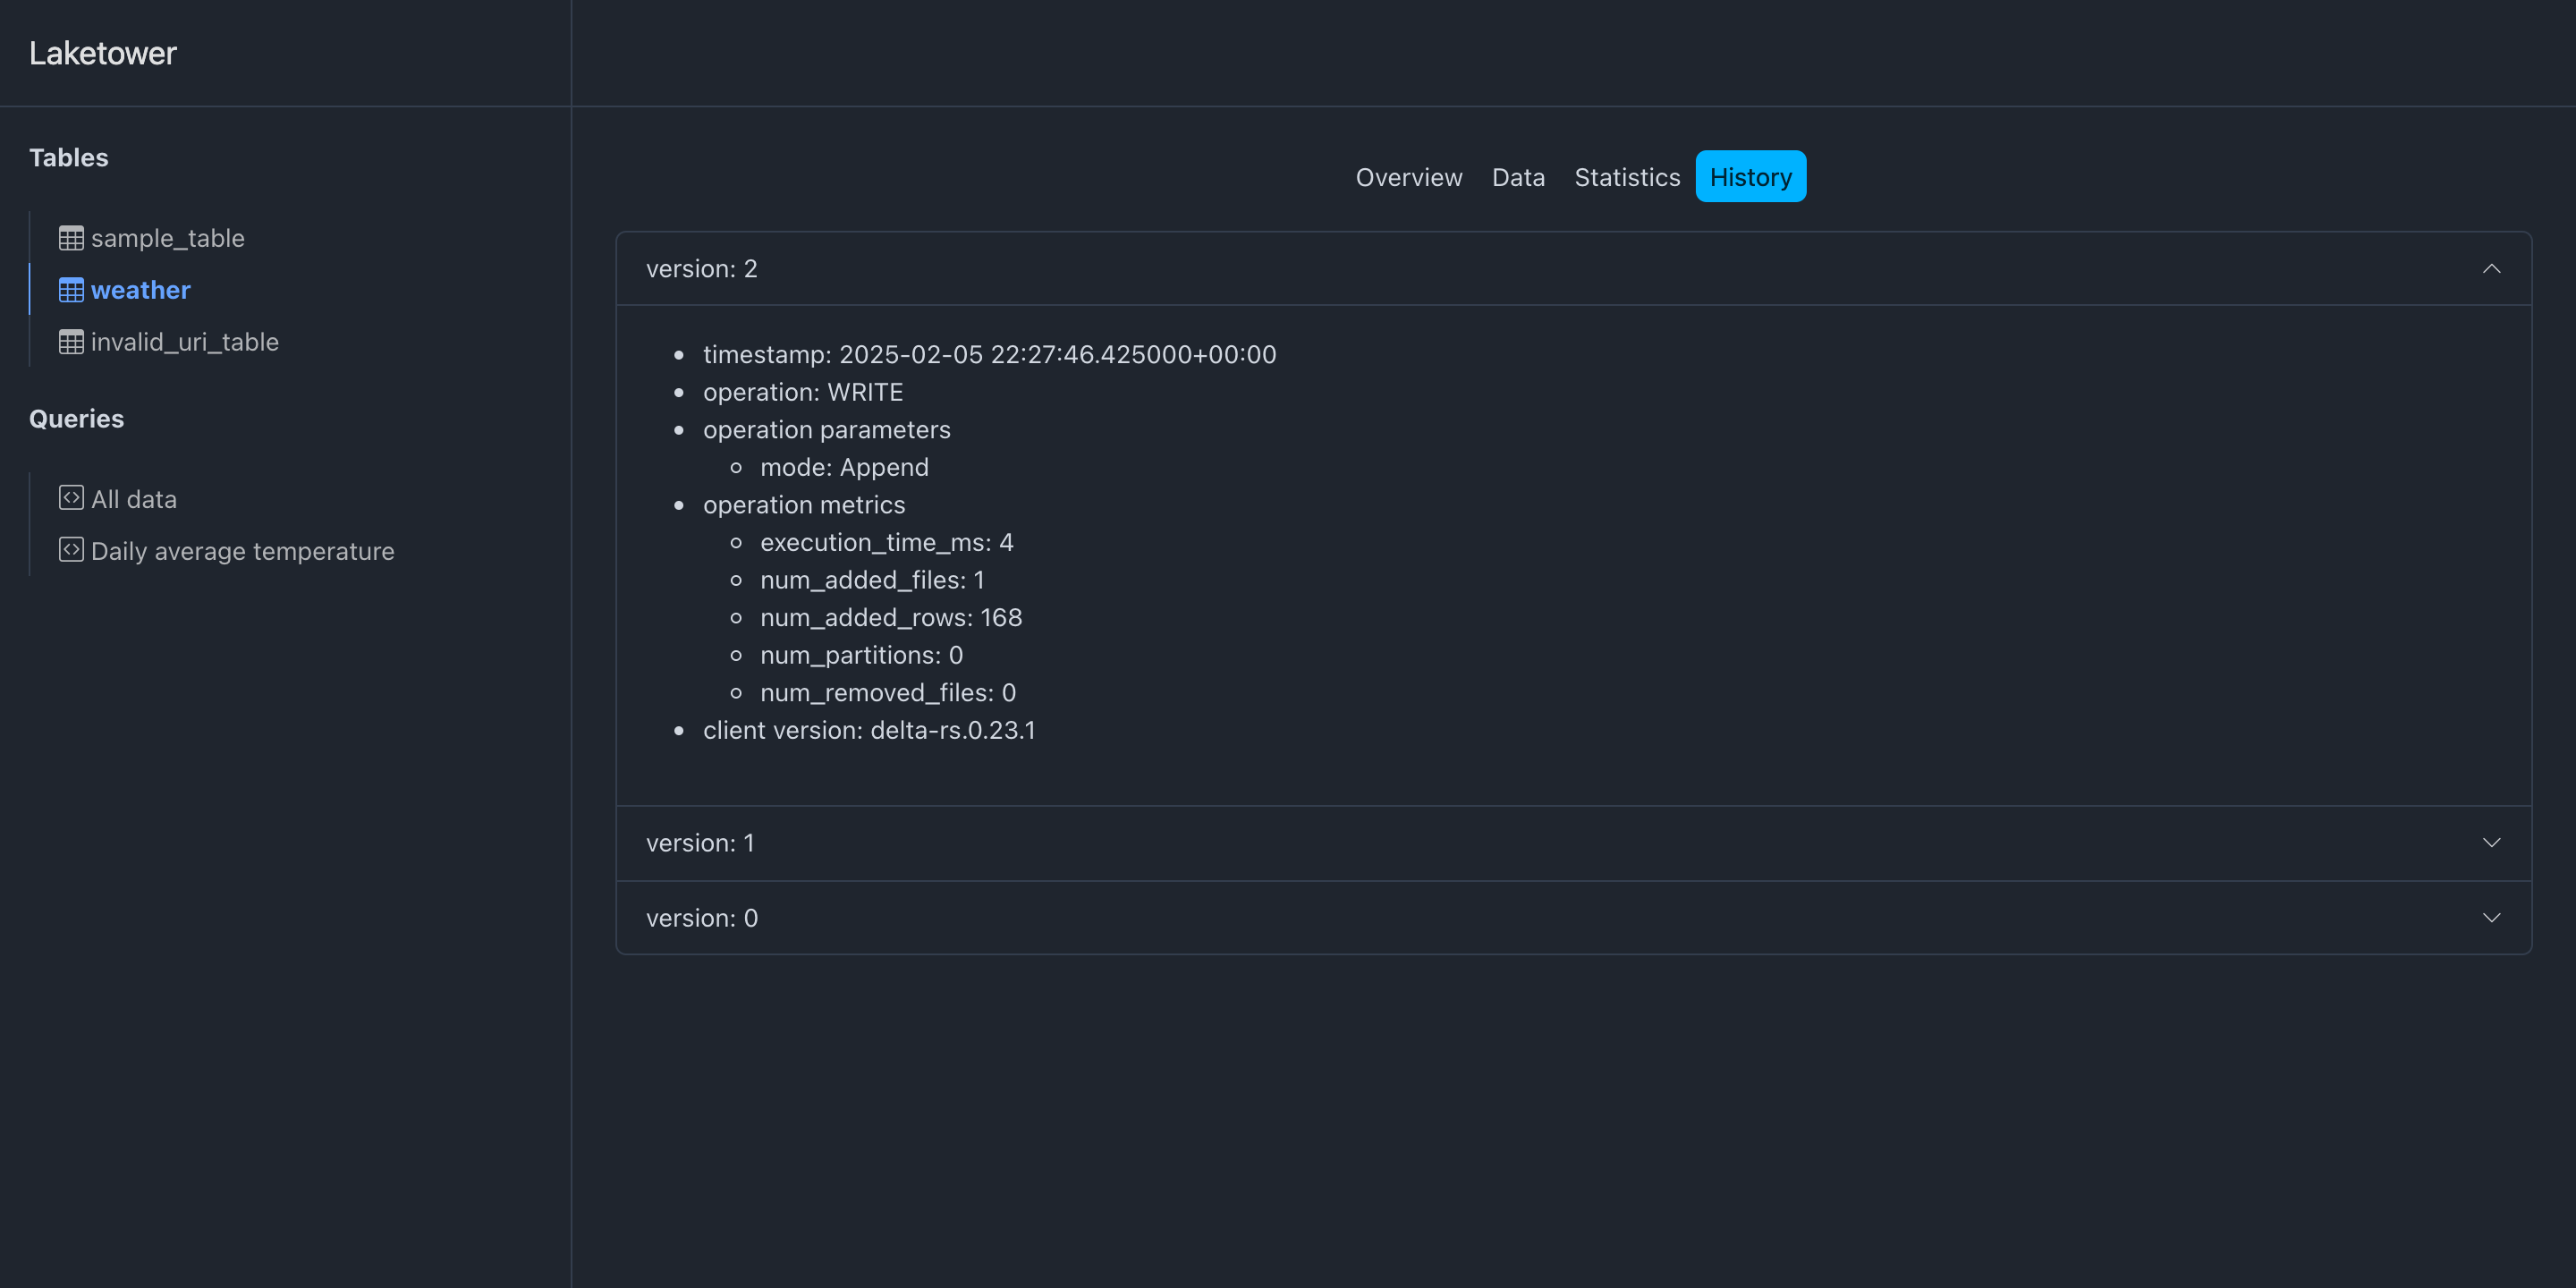 Laketower
Tables
sample_table
weather
invalid_uri_table
Queries
All data
Daily average temperature
Overview Data Statistics History
version: 2
timestamp: 2025-02-05 22:27:46.425000+00:00
operation: WRITE
operation parameters
mode: Append
operation metrics
execution_time_ms: 4
num_added_files: 1
num_added_rows: 168
num_partitions: 0
num_removed_files: 0
client version: delta-rs.0.23.1
version: 1
version: 0